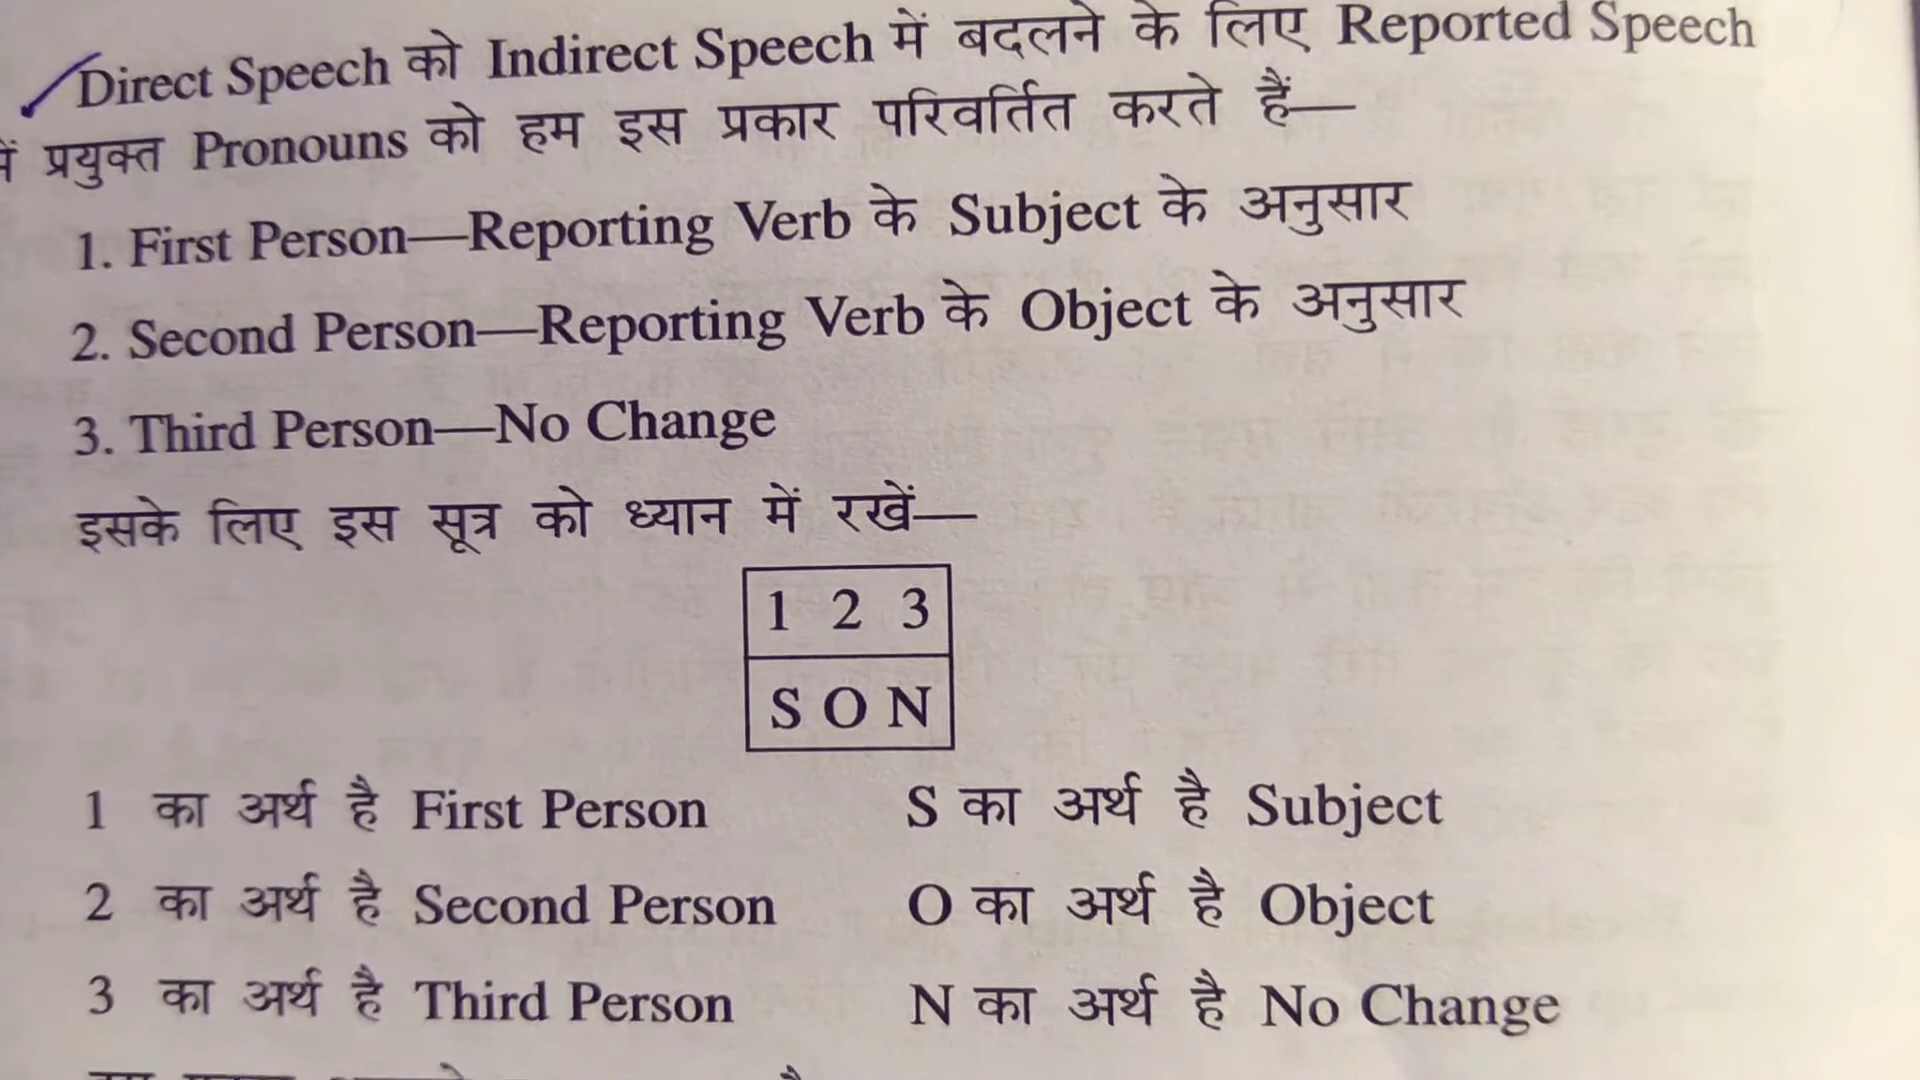 Direct Speech को Indirect Speech में बदलने के लिए Reported Speech
में प्रयुक्त Pronouns को हम इस प्रकार परिवर्तित करते हैं—
1. First Person—Reporting Verb के Subject के अनुसार
2. Second Person—Reporting Verb के Object के अनुसार
3. Third Person—No Change
इसके लिए इस सूत्र को ध्यान में रखें—
1 2 3
S O N
1 का अर्थ है First Person S का अर्थ है Subject
2 का अर्थ है Second Person O का अर्थ है Object
3 का अर्थ है Third Person N का अर्थ है No Change